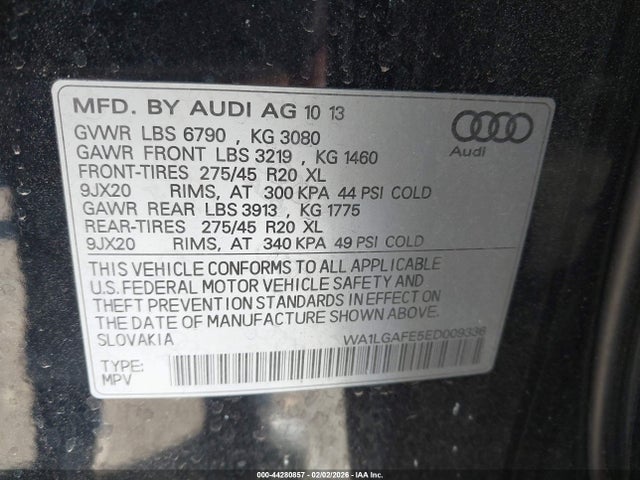 MFD. BY AUDI AG 10 13
GVWR LBS 6790 , KG 3080
GAWR FRONT LBS 3219 , KG 1460
FRONT-TIRES 275/45 R20 XL
9JX20 RIMS, AT 300 KPA 44 PSI COLD
GAWR REAR LBS 3913 , KG 1775
REAR-TIRES 275/45 R20 XL
9JX20 RIMS, AT 340 KPA 49 PSI COLD
Audi
THIS VEHICLE CONFORMS TO ALL APPLICABLE
U.S. FEDERAL MOTOR VEHICLE SAFETY AND
THEFT PREVENTION STANDARDS IN EFFECT ON
THE DATE OF MANUFACTURE SHOWN ABOVE.
SLOVAKIA WA1LGAFE5ED009336
TYPE:
MPV
000-44280857 - 02/02/2026 - IAA Inc.